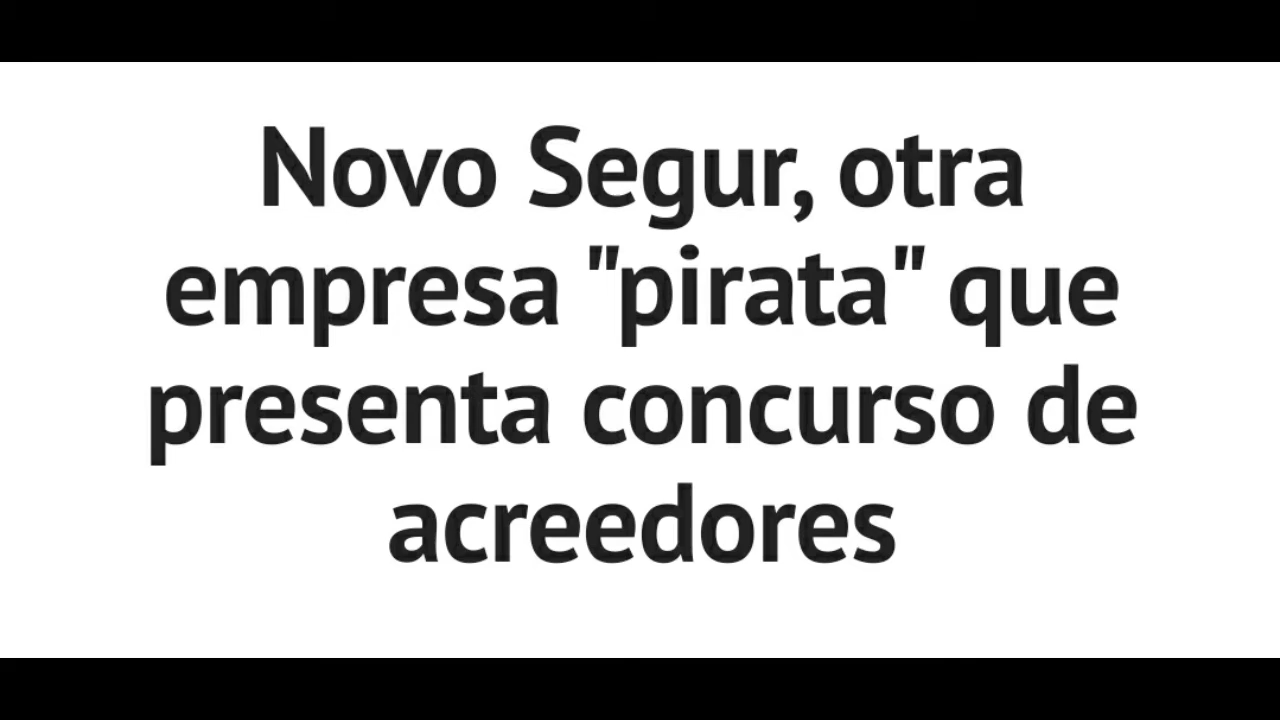 Novo Segur, otra
empresa "pirata" que
presenta concurso de
acreedores